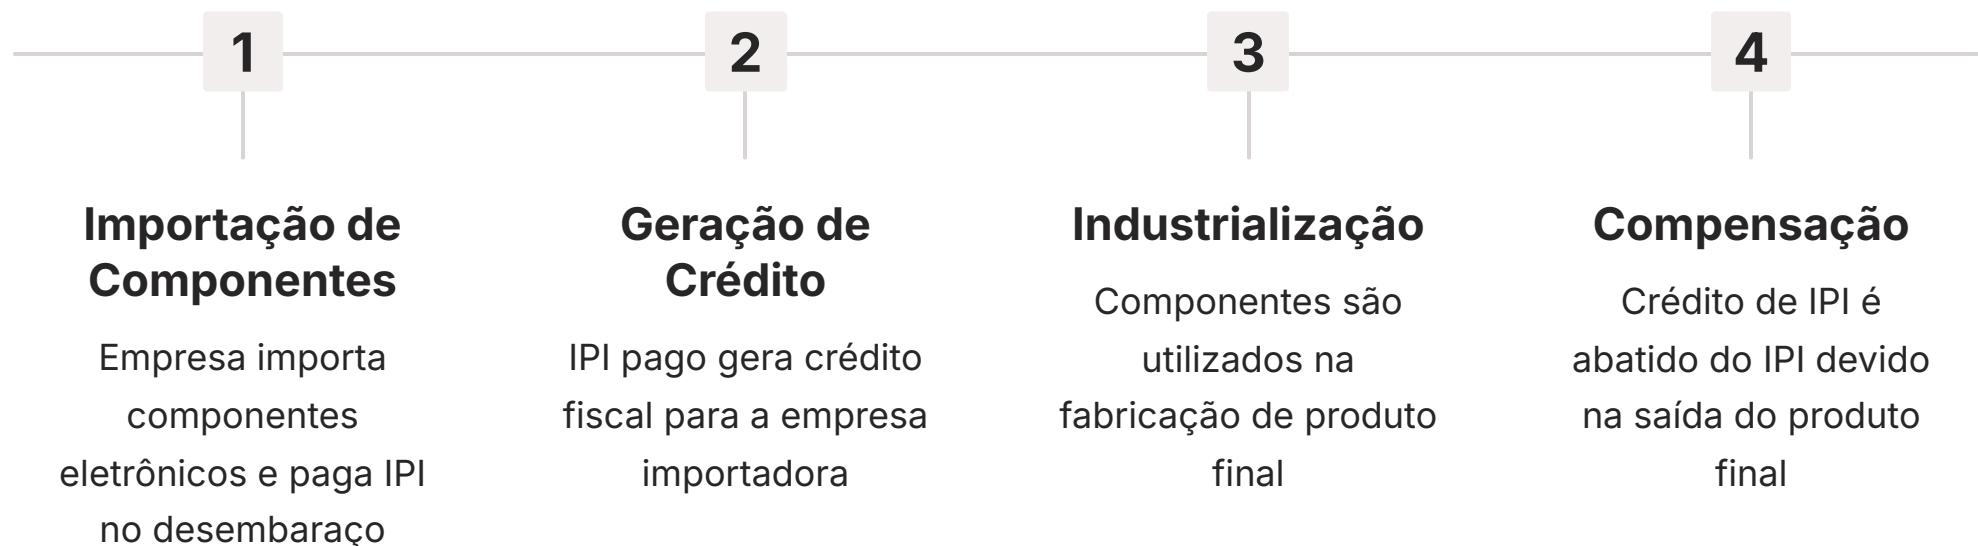 1
Importação de
Componentes
Empresa importa
componentes
eletrônicos e paga IPI
no desembaraço
2
Geração de
Crédito
IPI pago gera crédito
fiscal para a empresa
importadora
3
Industrialização
Componentes são
utilizados na
fabricação de produto
final
4
Compensação
Crédito de IPI é
abatido do IPI devido
na saída do produto
final